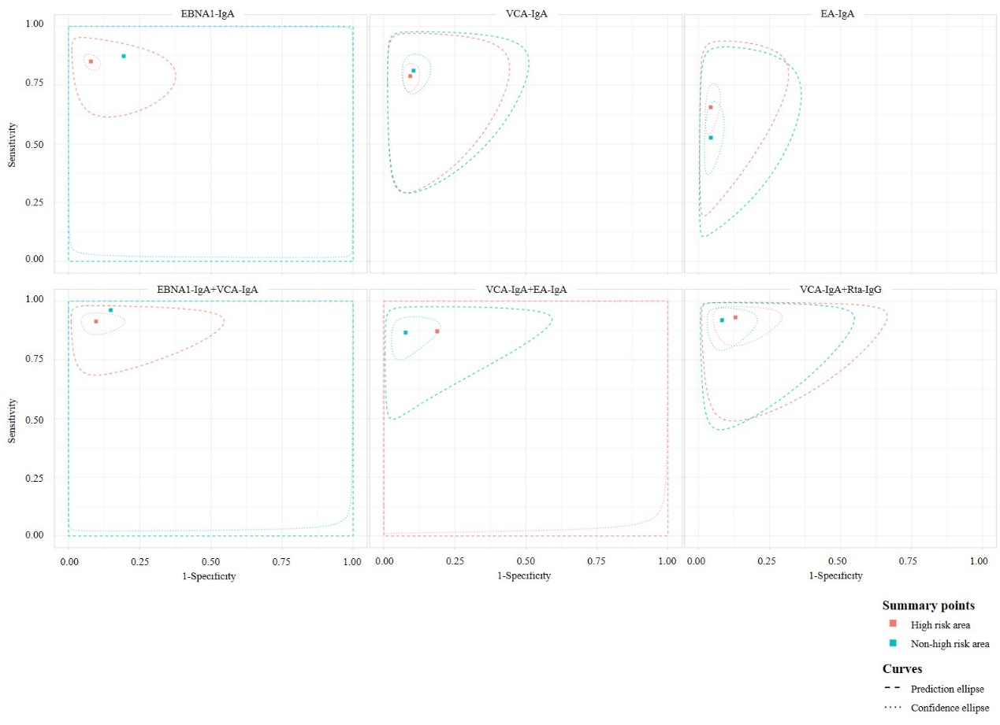 EBNA1-IgA VCA-IgA EA-IgA
1.00
0.75
Sensitivity
0.50
0.25
0.00
EBNA1-IgA+VCA-IgA VCA-IgA+EA-IgA VCA-IgA+Rta-IgG
1.00
0.75
Sensitivity
0.50
0.25
0.00
0.00 0.25 0.50 0.75 1.00 0.00 0.25 0.50 0.75 1.00 0.00 0.25 0.50 0.75 1.00
1-Specificity 1-Specificity 1-Specificity
Summary points
High risk area
Non-high risk area
Curves
Prediction ellipse
Confidence ellipse